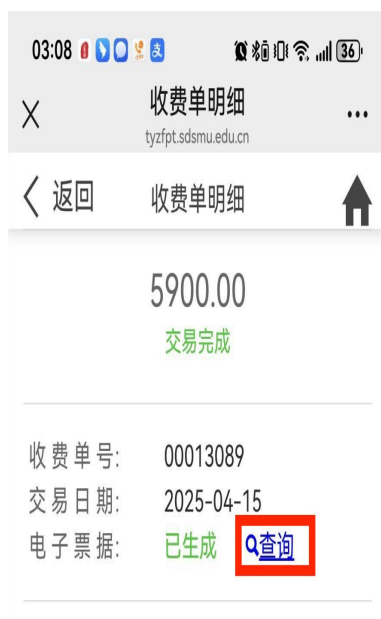 03:08 36
收费单明细
tyzfpt.sdsmu.edu.cn
返回 收费单明细
5900.00
交易完成
收费单号: 00013089
交易日期: 2025-04-15
电子票据: 已生成 查询